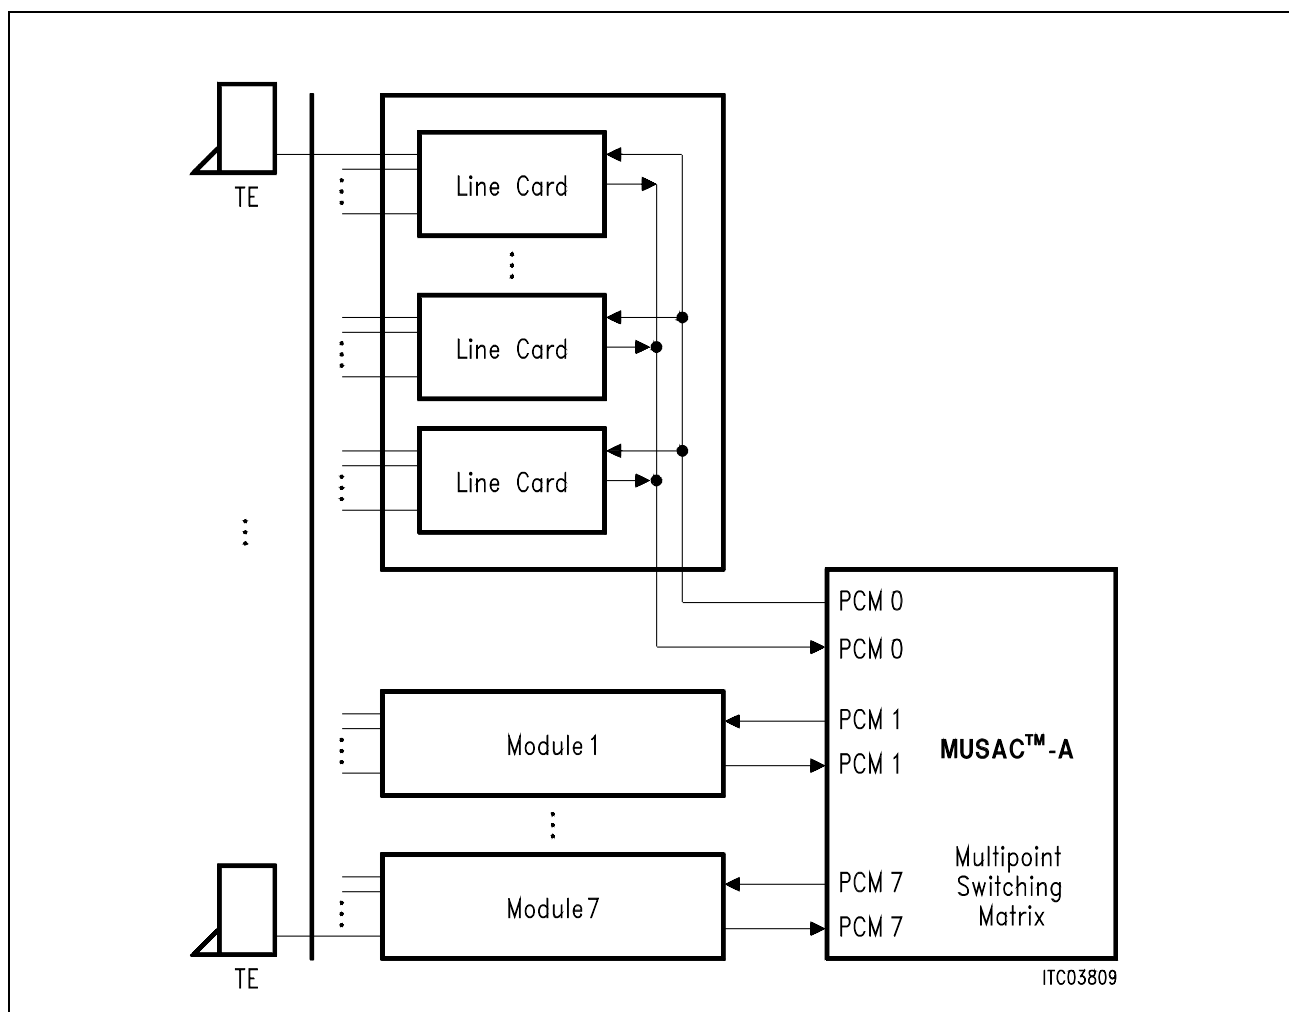 TE
Line Card
Line Card
Line Card
PCM 0
PCM 0
PCM 1
PCM 1
MUSAC™-A
Module 1
Multipoint
Switching
Matrix
PCM 7
PCM 7
Module 7
TE
ITC03809